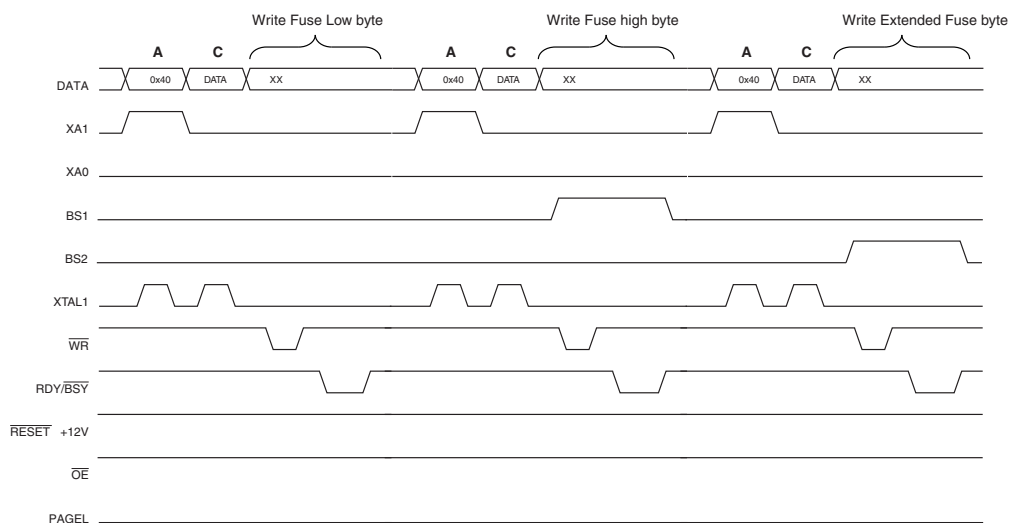 Write Fuse Low byte Write Fuse high byte Write Extended Fuse byte
A C A C A C
DATA 0x40 DATA XX 0x40 DATA XX 0x40 DATA XX
XA1
XA0
BS1
BS2
XTAL1
WR
RDY/BSY
RESET +12V
OE
PAGEL